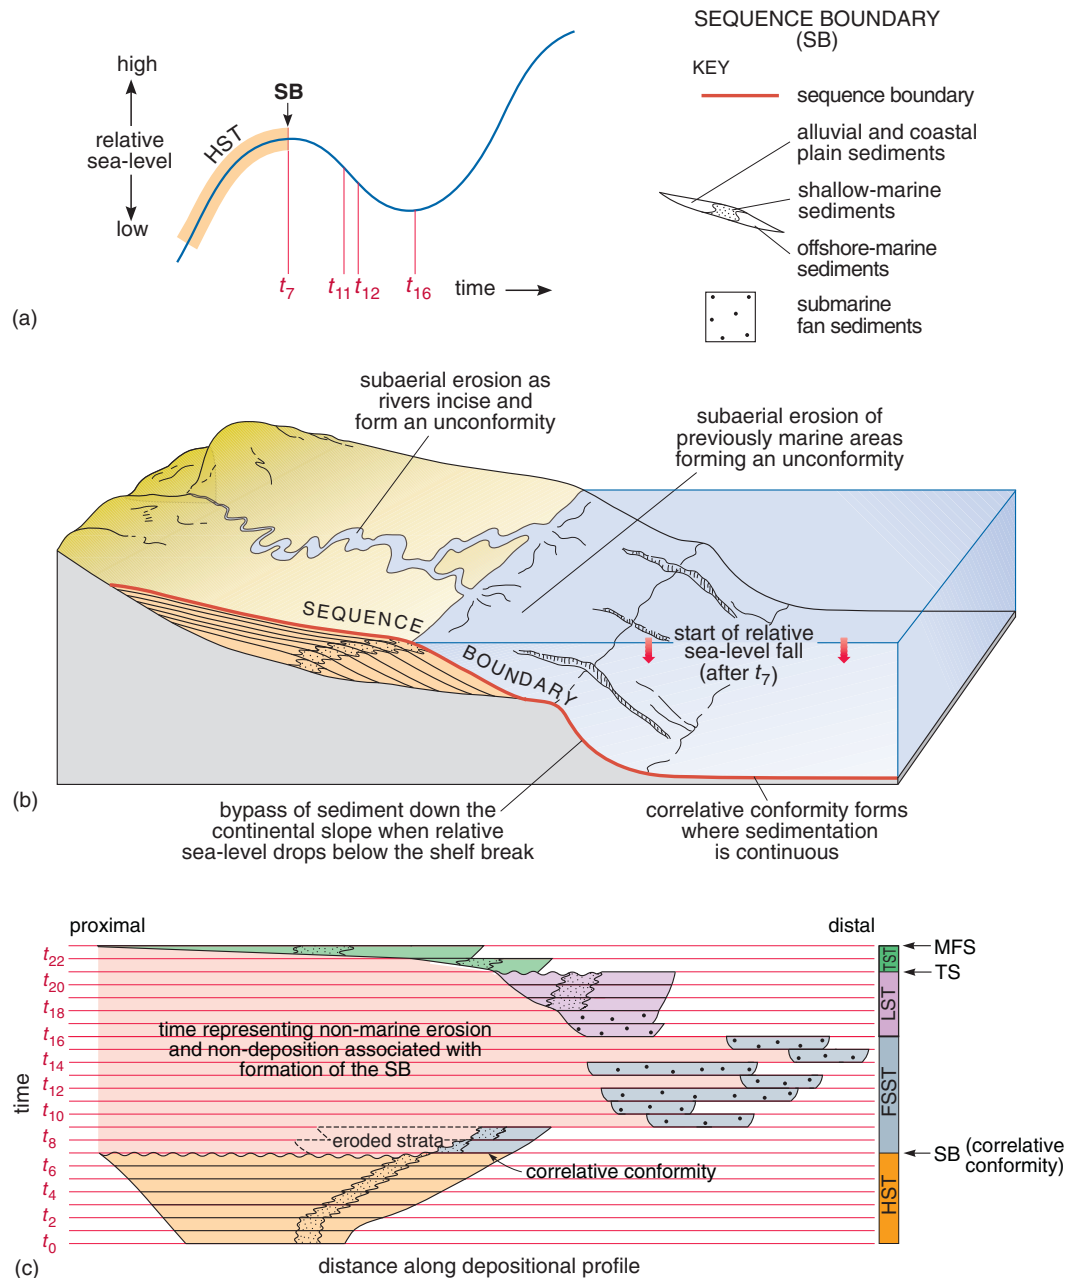 SEQUENCE BOUNDARY
(SB)
KEY
sequence boundary
alluvial and coastal
plain sediments
shallow-marine
sediments
offshore-marine
sediments
submarine
fan sediments
high
relative
sea-level
low
HST
SB
t7
t11
t12
t16
time
(a)
subaerial erosion as
rivers incise and
form an unconformity
subaerial erosion of
previously marine areas
forming an unconformity
SEQUENCE
BOUNDARY
start of relative
sea-level fall
(after t7)
(b)
bypass of sediment down the
continental slope when relative
sea-level drops below the shelf break
correlative conformity forms
where sedimentation
is continuous
proximal
distal
t22
t20
t18
t16
t14
t12
t10
t8
t6
t4
t2
t0
time
time representing non-marine erosion
and non-deposition associated with
formation of the SB
eroded strata
correlative conformity
TST
LST
FSST
HST
MFS
TS
SB (correlative
conformity)
(c)
distance along depositional profile